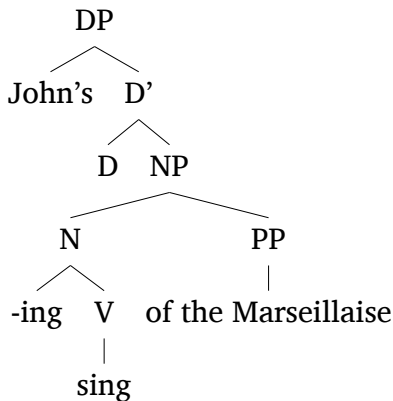 DP
John’s D’
D NP
N PP
-ing V of the Marseillaise
sing